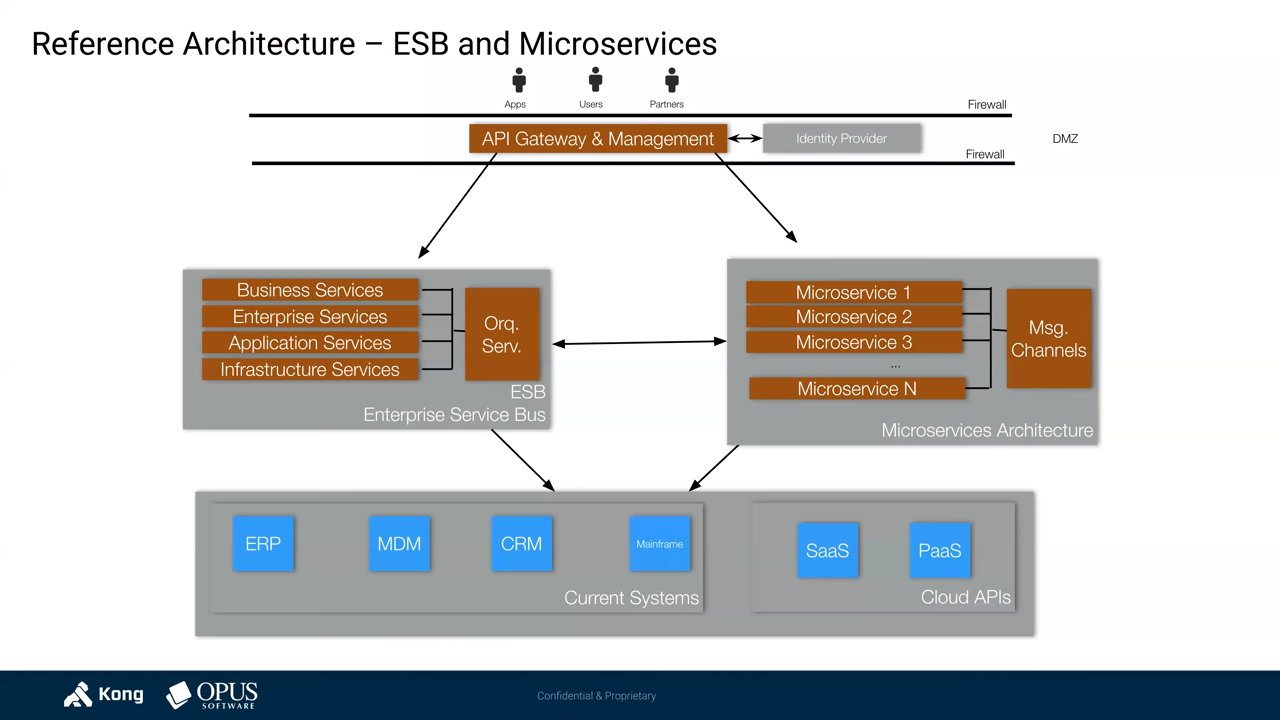 Reference Architecture – ESB and Microservices
Apps
Users
Partners
Firewall
API Gateway & Management
Identity Provider
DMZ
Firewall
Business Services
Enterprise Services
Application Services
Infrastructure Services
Orq.
Serv.
ESB
Enterprise Service Bus
Microservice 1
Microservice 2
Microservice 3
...
Microservice N
Msg.
Channels
Microservices Architecture
ERP
MDM
CRM
Mainframe
Current Systems
SaaS
PaaS
Cloud APIs
Kong
OPUS
SOFTWARE
Confidential & Proprietary